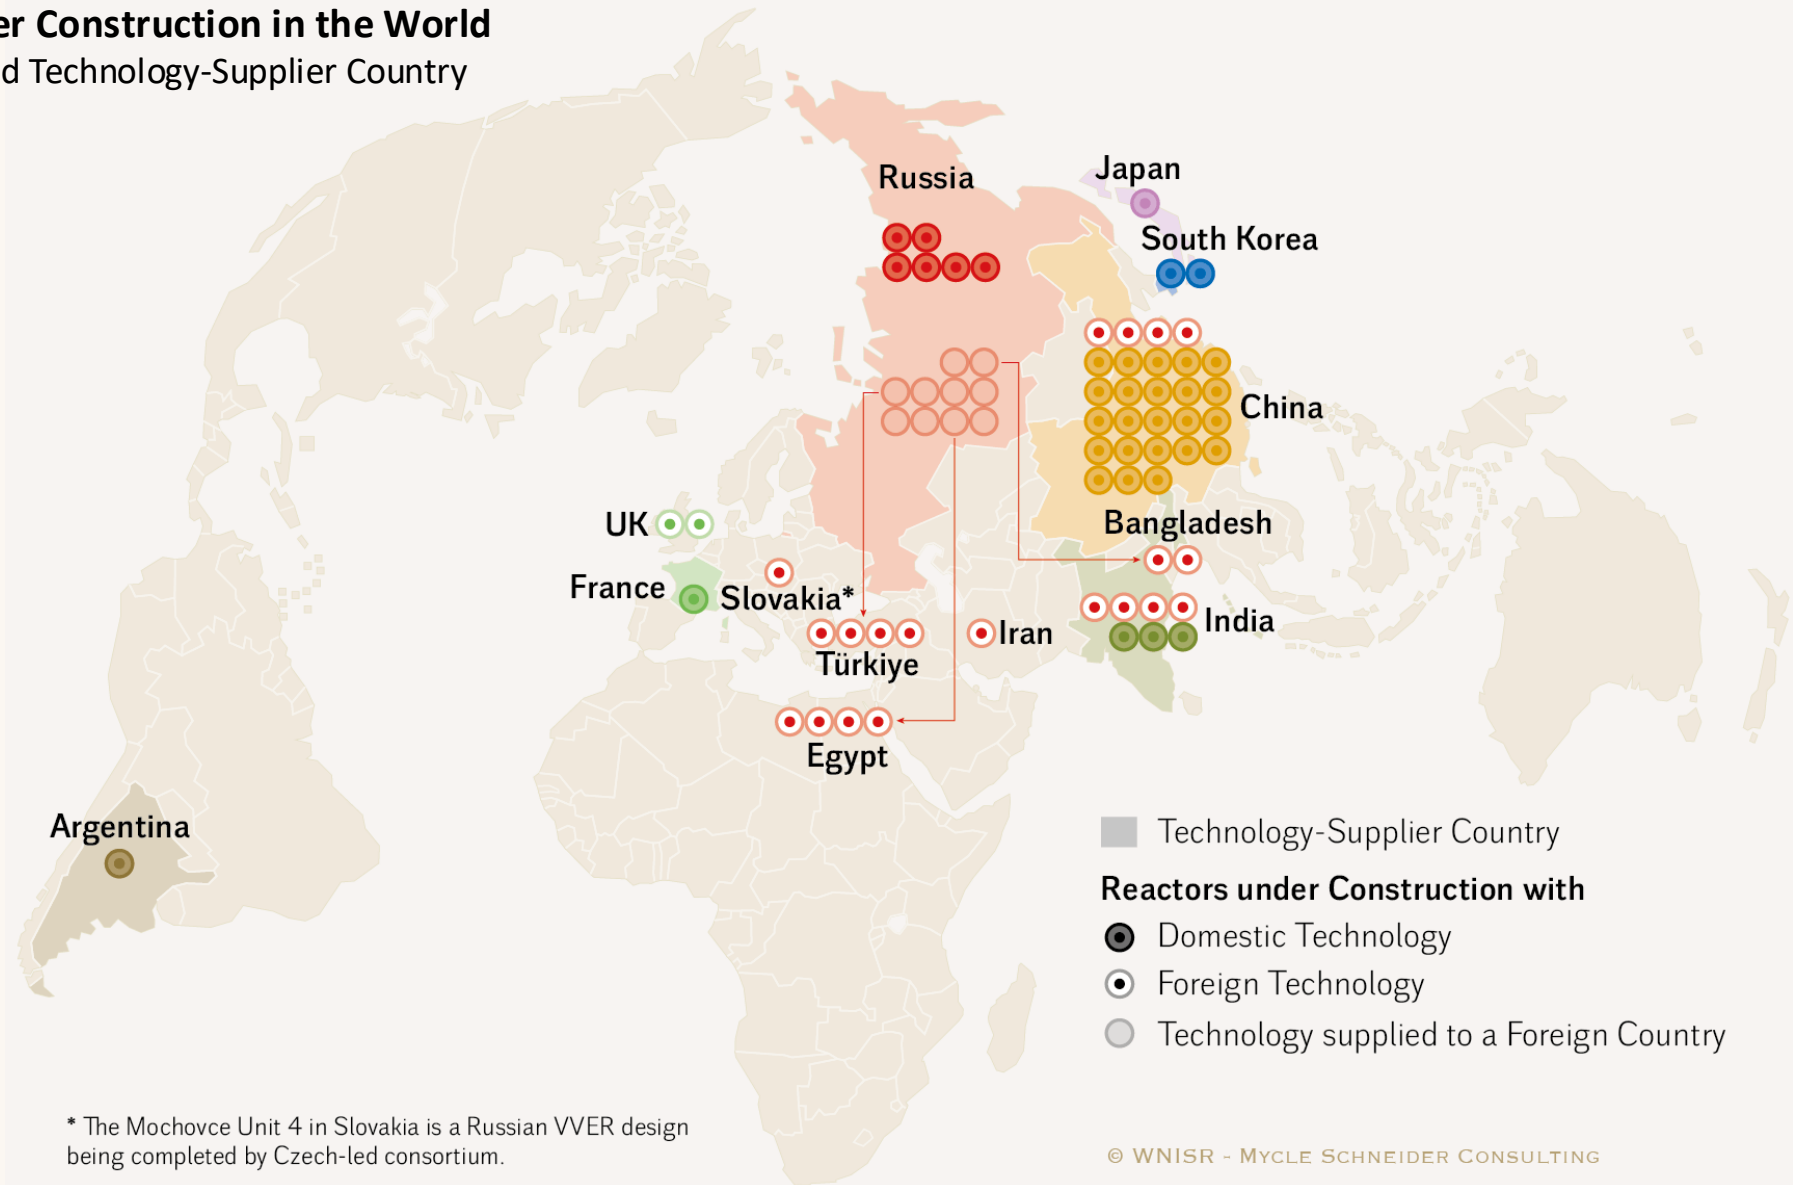 er Construction in the World
d Technology-Supplier Country
Russia
Japan
South Korea
China
UK
Bangladesh
France
Slovakia*
India
Iran
Türkiye
Egypt
Argentina
Technology-Supplier Country
Reactors under Construction with
Domestic Technology
Foreign Technology
Technology supplied to a Foreign Country
* The Mochovce Unit 4 in Slovakia is a Russian VVER design
being completed by Czech-led consortium.
© WNISR - Mycle Schneider Consulting